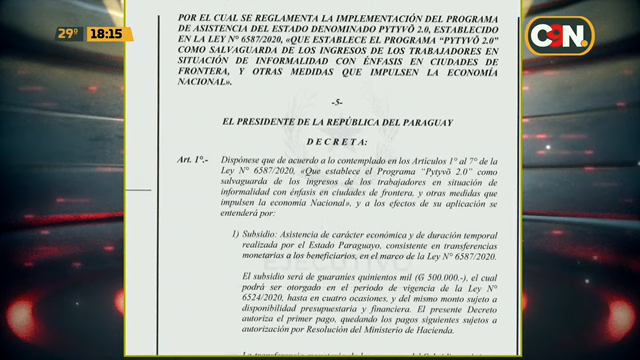 29º 18:15
C9N.
POR EL CUAL SE REGLAMENTA LA IMPLEMENTACIÓN DEL PROGRAMA
DE ASISTENCIA DEL ESTADO DENOMINADO PYTYVÕ 2.0, ESTABLECIDO
EN LA LEY N° 6587/2020, «QUE ESTABLECE EL PROGRAMA “PYTYVÕ 2.0”
COMO SALVAGUARDA DE LOS INGRESOS DE LOS TRABAJADORES EN
SITUACIÓN DE INFORMALIDAD CON ÉNFASIS EN CIUDADES DE
FRONTERA, Y OTRAS MEDIDAS QUE IMPULSEN LA ECONOMÍA
NACIONAL».
-5-
EL PRESIDENTE DE LA REPÚBLICA DEL PARAGUAY
D E C R E T A:
Art. 1°.- Dispónese que de acuerdo a lo contemplado en los Artículos 1° al 7° de la
Ley N° 6587/2020, «Que establece el Programa “Pytyvõ 2.0” como
salvaguarda de los ingresos de los trabajadores en situación de
informalidad con énfasis en ciudades de frontera, y otras medidas que
impulsen la economía Nacional», y a los efectos de su aplicación se
entenderá por:
1) Subsidio: Asistencia de carácter económica y de duración temporal
realizada por el Estado Paraguayo, consistente en transferencias
monetarias a los beneficiarios, en el marco de la Ley N° 6587/2020.
El subsidio será de guaraníes quinientos mil (₲ 500.000.-), el cual
podrá ser otorgado en el periodo de vigencia de la Ley N°
6524/2020, hasta en cuatro ocasiones, y del mismo monto sujeto a
disponibilidad presupuestaria y financiera. El presente Decreto
autoriza el primer pago, quedando los pagos siguientes sujetos a
autorización por Resolución del Ministerio de Hacienda.